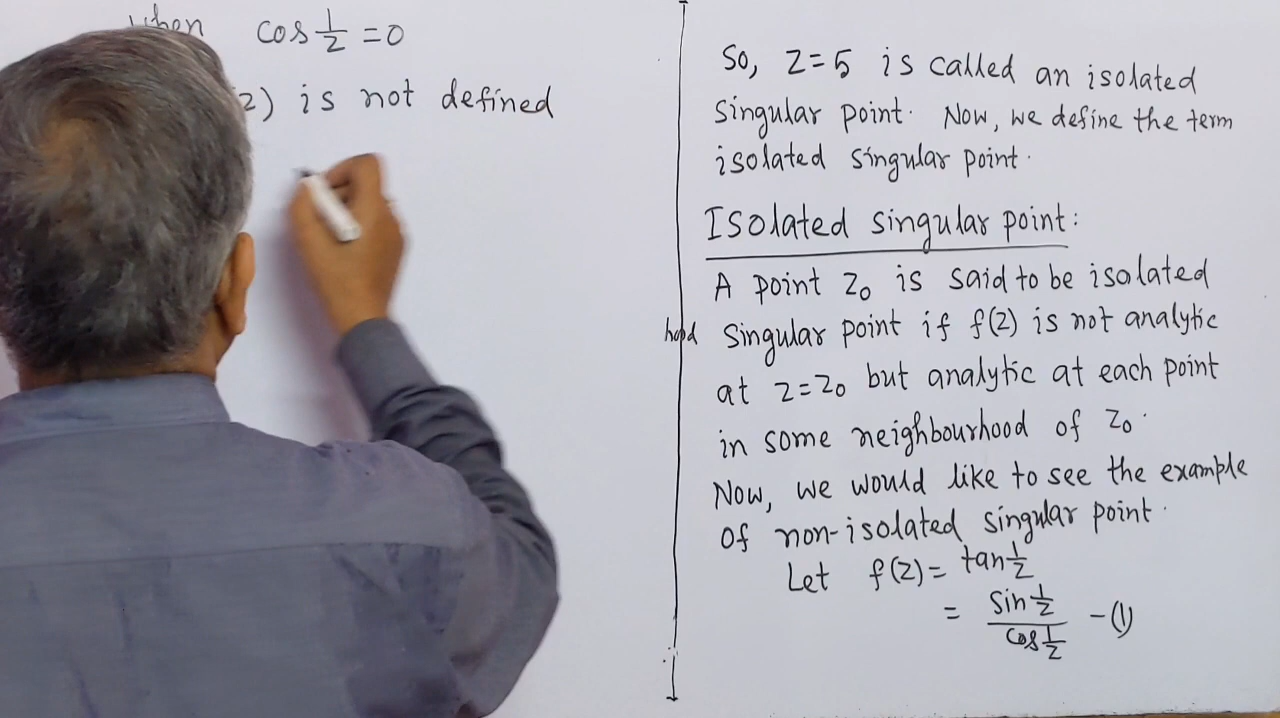 when cos 1/z = 0
z) is not defined
So, z=5 is called an isolated
singular point. Now, we define the term
isolated singular point.
Isolated singular point:
A point z₀ is said to be isolated
hood
singular point if f(z) is not analytic
at z=z₀ but analytic at each point
in some neighbourhood of z₀.
Now, we would like to see the example
of non-isolated singular point.
Let f(z) = tan 1/z
= sin 1/z / cos 1/z - (1)